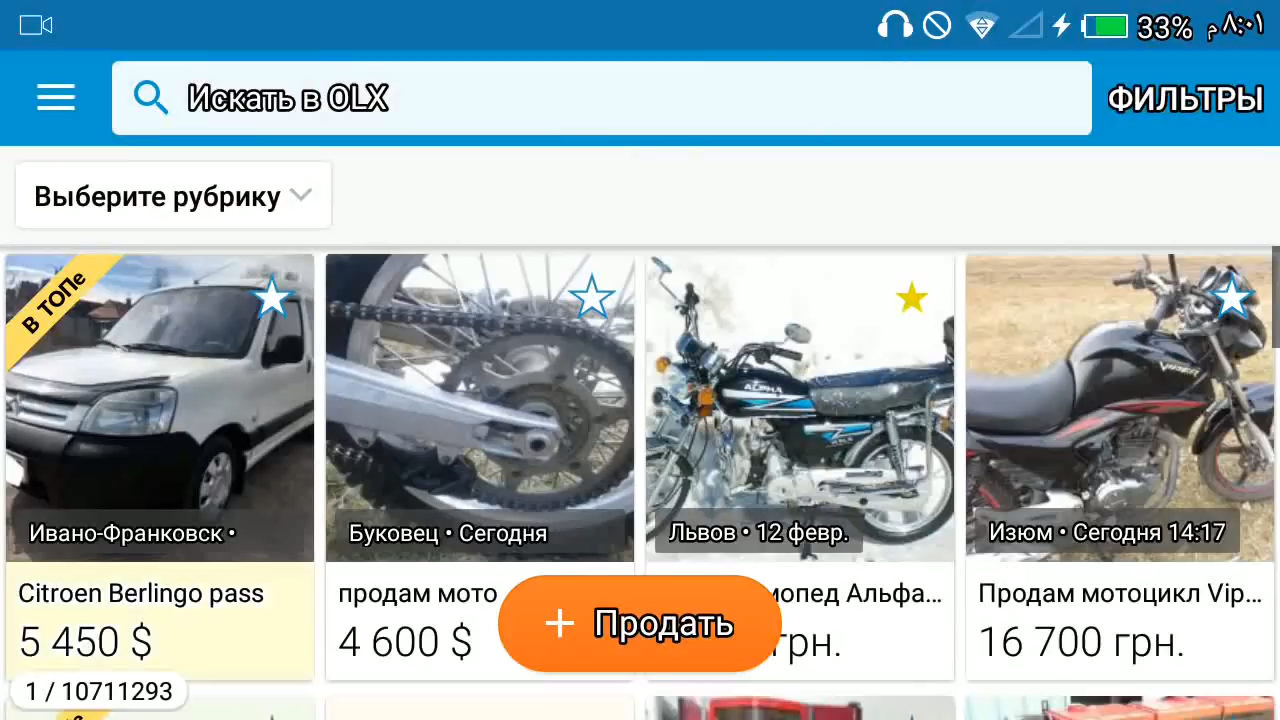 33% ٨:٠١ م
Искать в OLX
ФИЛЬТРЫ
Выберите рубрику
В ТОПе
Ивано-Франковск •
Citroen Berlingo pass
5 450 $
Буковец • Сегодня
продам мото
4 600 $
ALPHA
Львов • 12 февр.
мопед Альфа...
грн.
Изюм • Сегодня 14:17
Продам мотоцикл Vip...
16 700 грн.
+ Продать
1 / 10711293